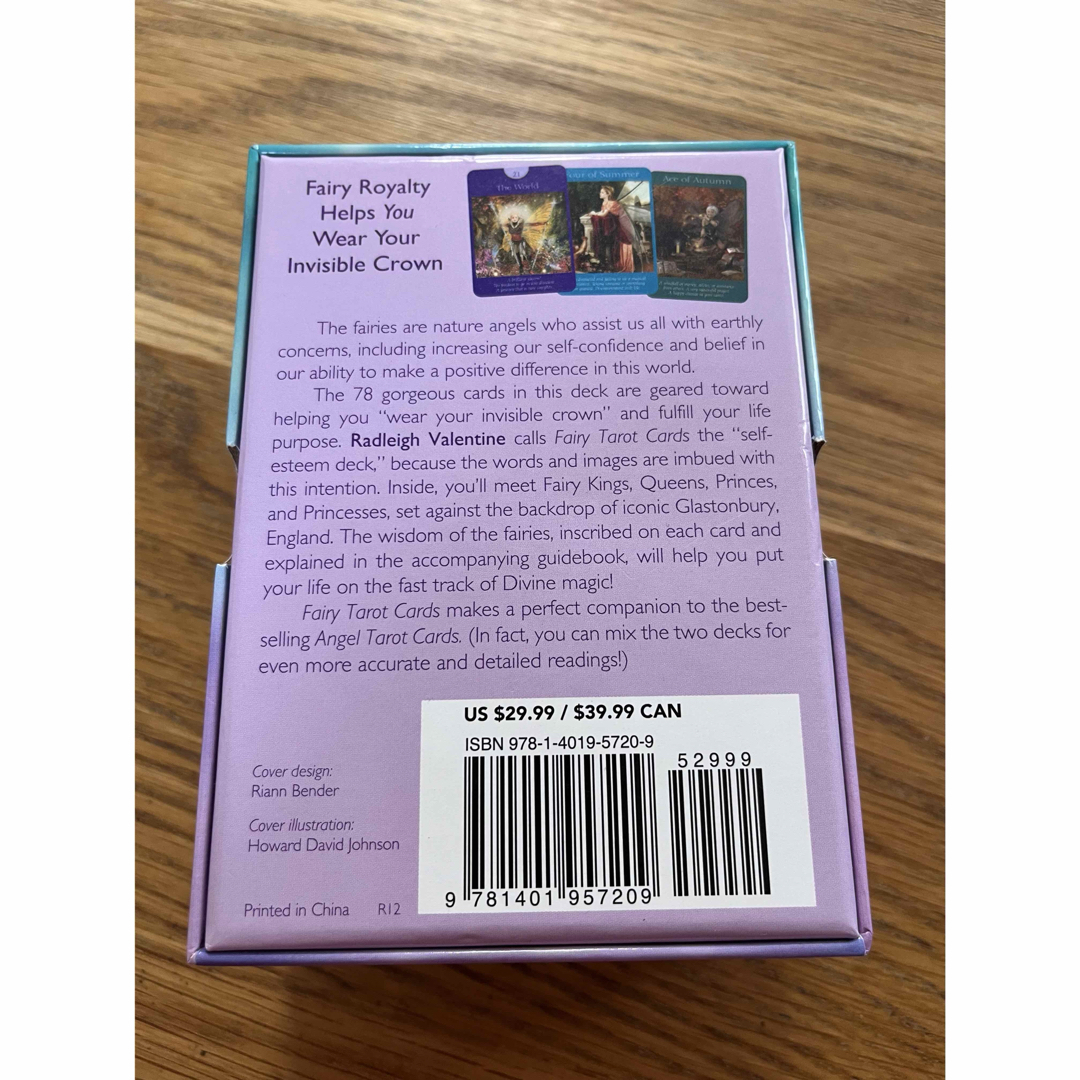 Fairy Royalty
Helps You
Wear Your
Invisible Crown
21
The World
of Summer
Ace of Autumn
The fairies are nature angels who assist us all with earthly
concerns, including increasing our self-confidence and belief in
our ability to make a positive difference in this world.
The 78 gorgeous cards in this deck are geared toward
helping you “wear your invisible crown” and fulfill your life
purpose. Radleigh Valentine calls Fairy Tarot Cards the “self-
esteem deck,” because the words and images are imbued with
this intention. Inside, you’ll meet Fairy Kings, Queens, Princes,
and Princesses, set against the backdrop of iconic Glastonbury,
England. The wisdom of the fairies, inscribed on each card and
explained in the accompanying guidebook, will help you put
your life on the fast track of Divine magic!
Fairy Tarot Cards makes a perfect companion to the best-
selling Angel Tarot Cards. (In fact, you can mix the two decks for
even more accurate and detailed readings!)
US $29.99 / $39.99 CAN
ISBN 978-1-4019-5720-9
52999
9 781401 957209
Cover design:
Riann Bender
Cover illustration:
Howard David Johnson
Printed in China R12